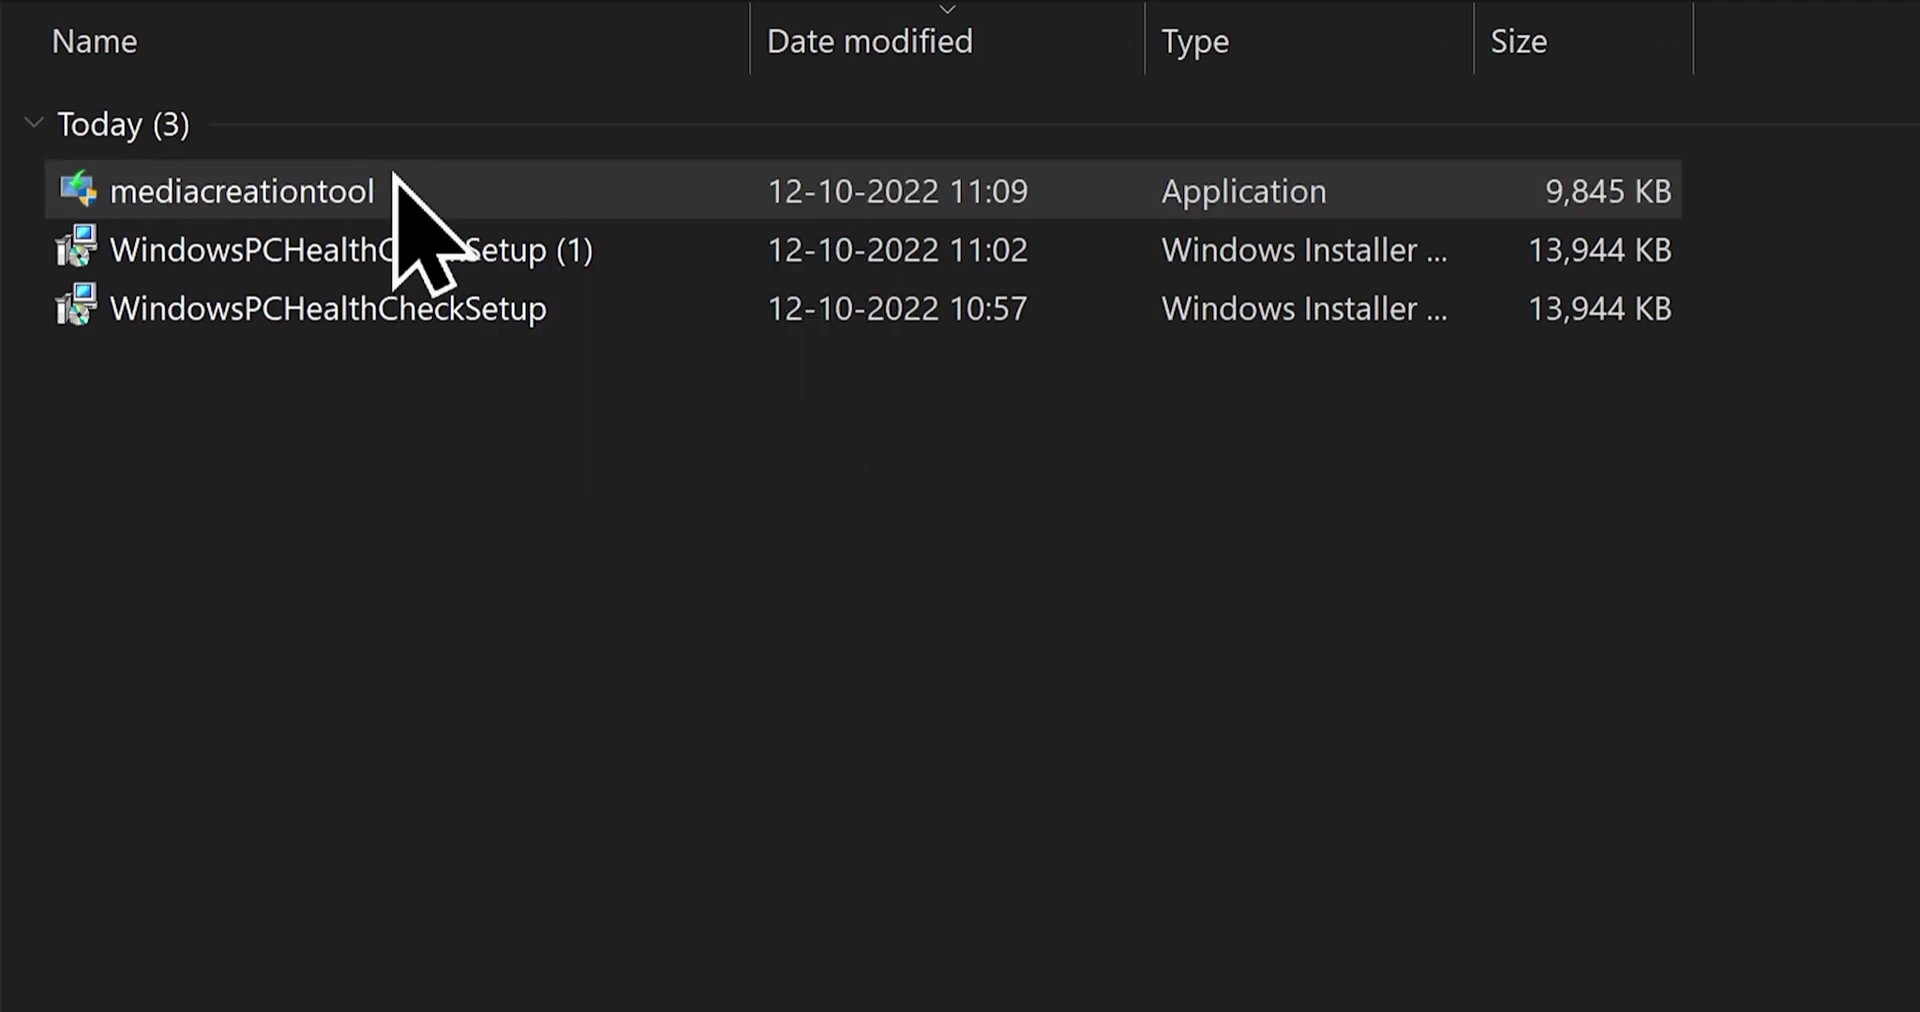 Name Date modified Type Size
Today (3)
mediacreationtool 12-10-2022 11:09 Application 9,845 KB
WindowsPCHealthC Setup (1) 12-10-2022 11:02 Windows Installer ... 13,944 KB
WindowsPCHealthCheckSetup 12-10-2022 10:57 Windows Installer ... 13,944 KB